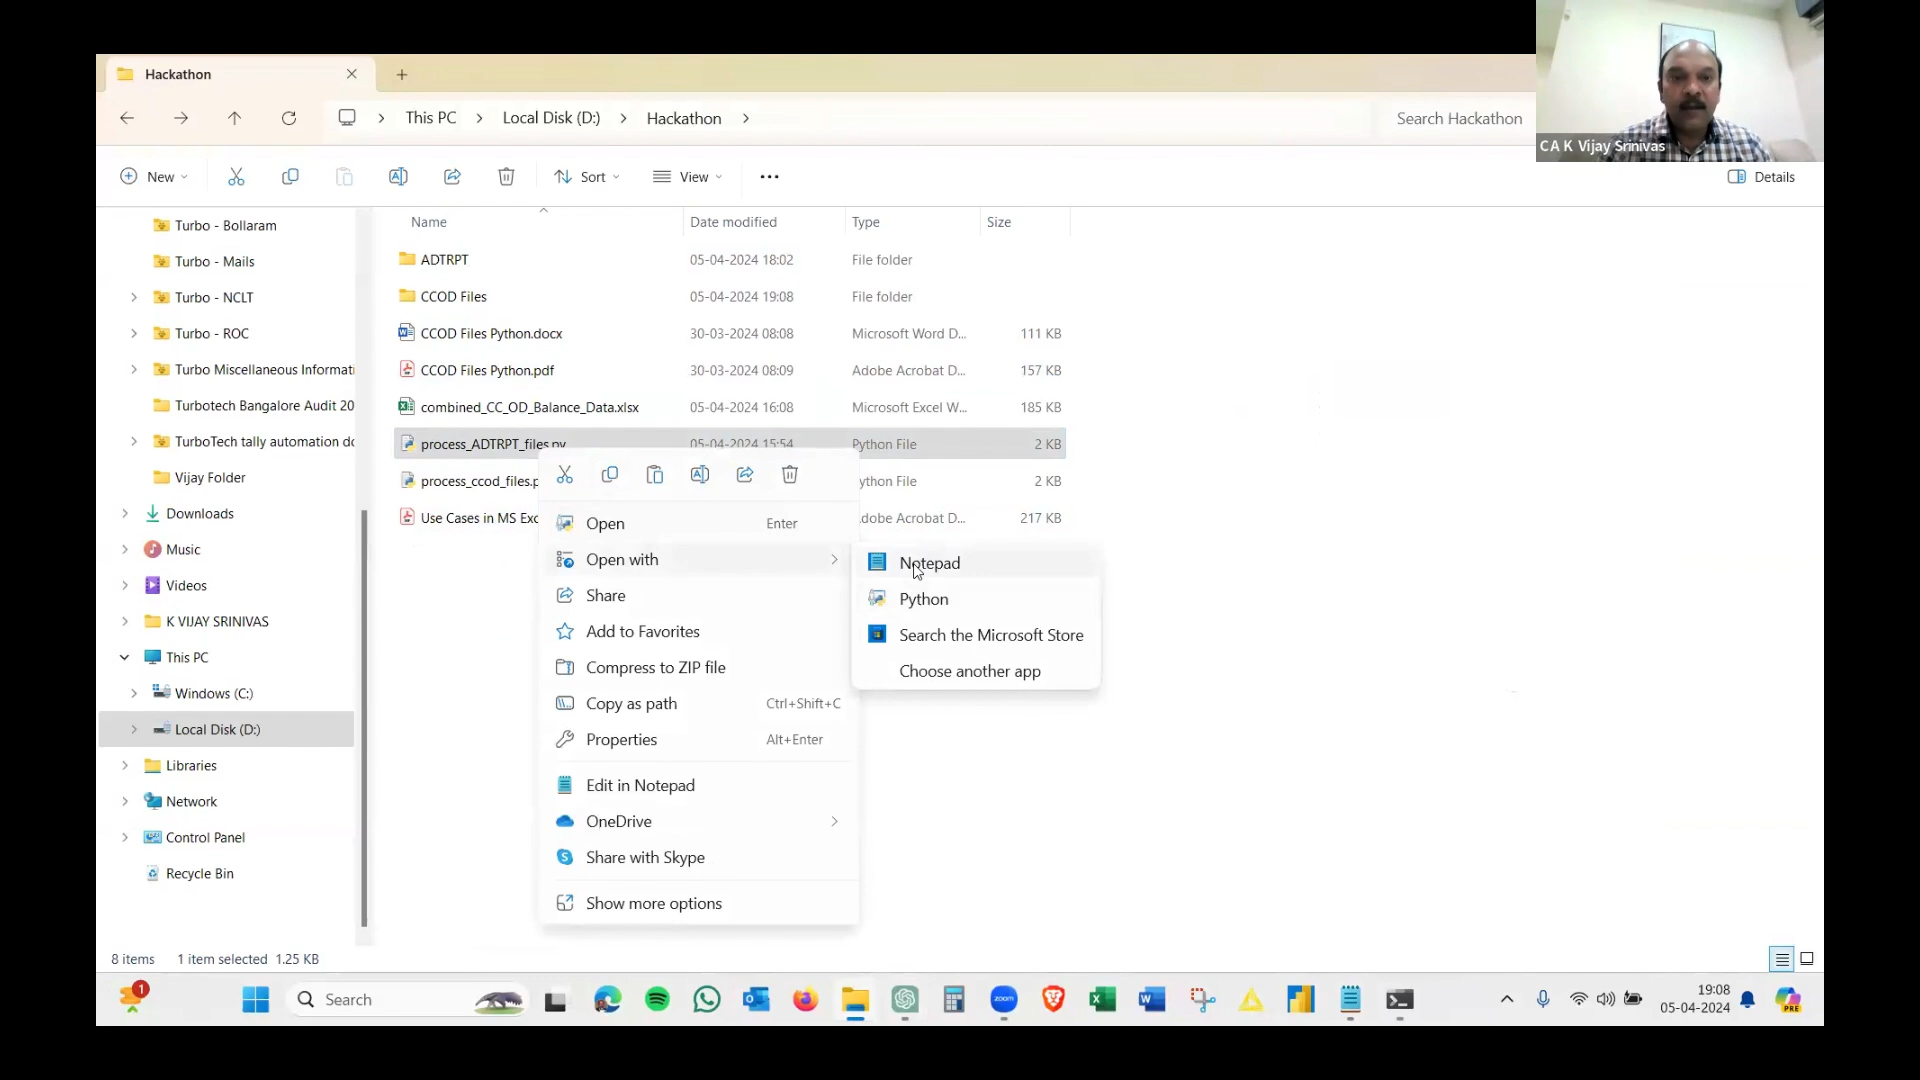 Hackathon
This PC > Local Disk (D:) > Hackathon >
Search Hackathon
C A K Vijay Srinivas
New
Sort
View
Details
Name Date modified Type Size
ADTRPT 05-04-2024 18:02 File folder
CCOD Files 05-04-2024 19:08 File folder
CCOD Files Python.docx 30-03-2024 08:08 Microsoft Word D... 111 KB
CCOD Files Python.pdf 30-03-2024 08:09 Adobe Acrobat D... 157 KB
combined_CC_OD_Balance_Data.xlsx 05-04-2024 16:08 Microsoft Excel W... 185 KB
process_ADTRPT_files.py 05-04-2024 15:54 Python File 2 KB
process_ccod_files.p ython File 2 KB
Use Cases in MS Exc dobe Acrobat D... 217 KB
Turbo - Bollaram
Turbo - Mails
Turbo - NCLT
Turbo - ROC
Turbo Miscellaneous Informati
Turbotech Bangalore Audit 20
TurboTech tally automation dc
Vijay Folder
Downloads
Music
Videos
K VIJAY SRINIVAS
This PC
Windows (C:)
Local Disk (D:)
Libraries
Network
Control Panel
Recycle Bin
Open Enter
Open with
Share
Add to Favorites
Compress to ZIP file
Copy as path Ctrl+Shift+C
Properties Alt+Enter
Edit in Notepad
OneDrive
Share with Skype
Show more options
Notepad
Python
Search the Microsoft Store
Choose another app
8 items 1 item selected 1.25 KB
1
Search
zoom
19:08
05-04-2024
PRE